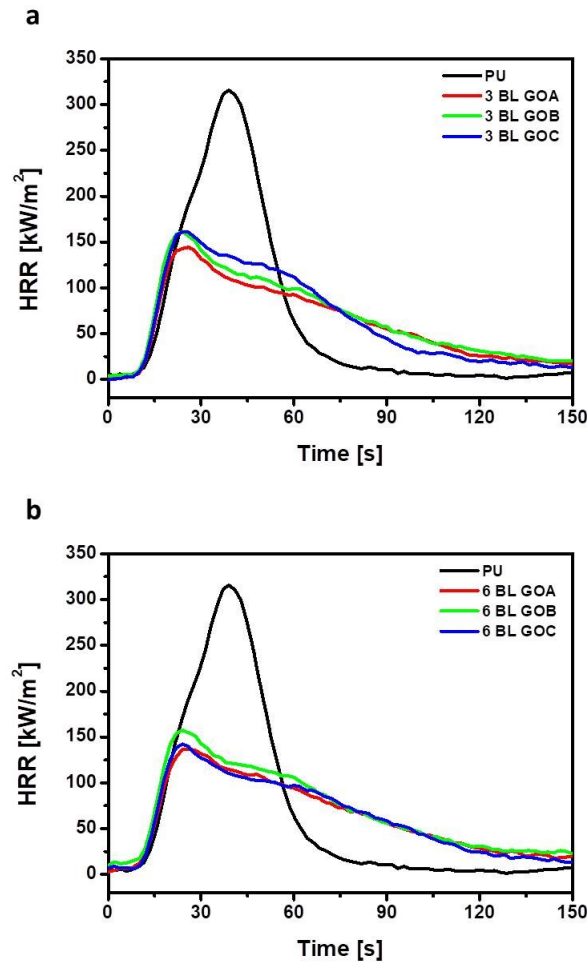 a
350
300
250
200
150
100
50
0
HRR [kW/m²]
PU
3 BL GOA
3 BL GOB
3 BL GOC
0 30 60 90 120 150
Time [s]
b
350
300
250
200
150
100
50
0
HRR [kW/m²]
PU
6 BL GOA
6 BL GOB
6 BL GOC
0 30 60 90 120 150
Time [s]